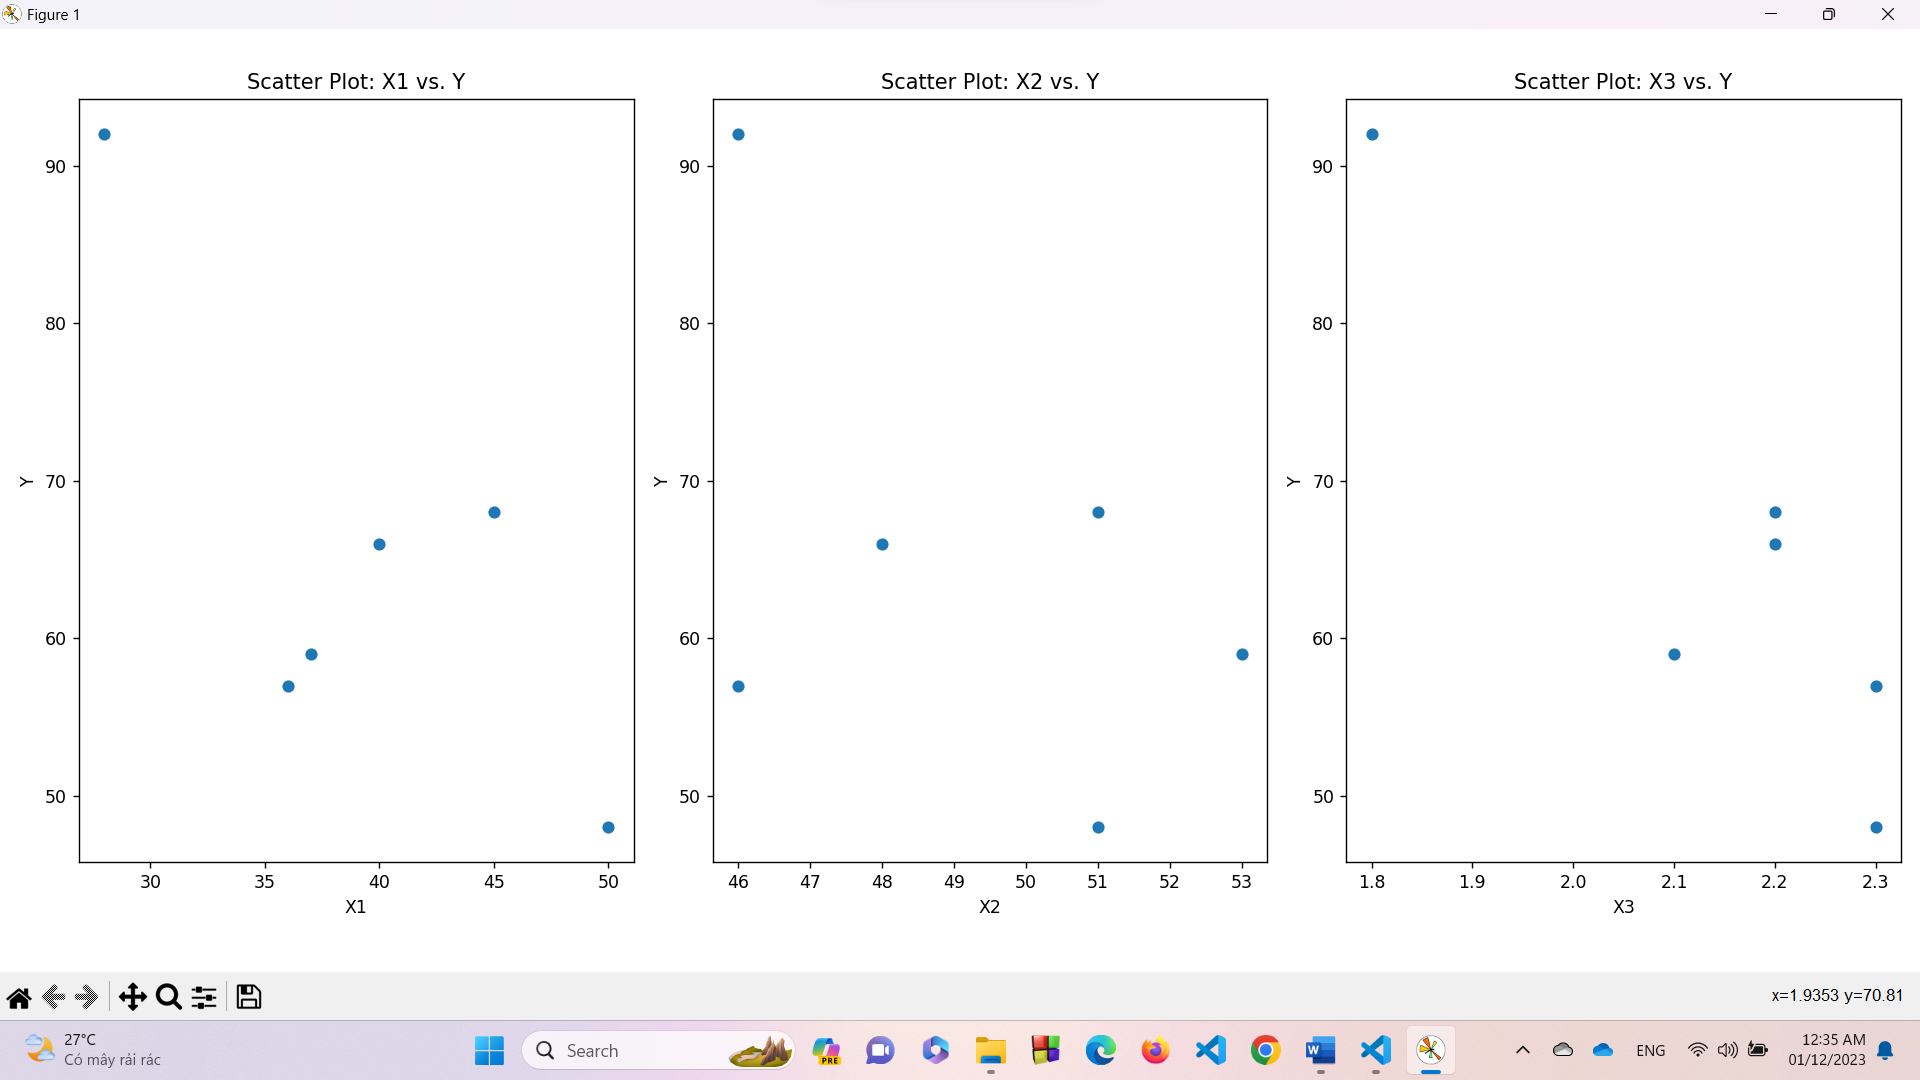 Figure 1
Scatter Plot: X1 vs. Y
90
80
70
60
50
Y
30 35 40 45 50
X1
Scatter Plot: X2 vs. Y
90
80
70
60
50
Y
46 47 48 49 50 51 52 53
X2
Scatter Plot: X3 vs. Y
90
80
70
60
50
Y
1.8 1.9 2.0 2.1 2.2 2.3
X3
x=1.9353 y=70.81
27°C
Có mây rải rác
Search
PRE
W
ENG
12:35 AM
01/12/2023